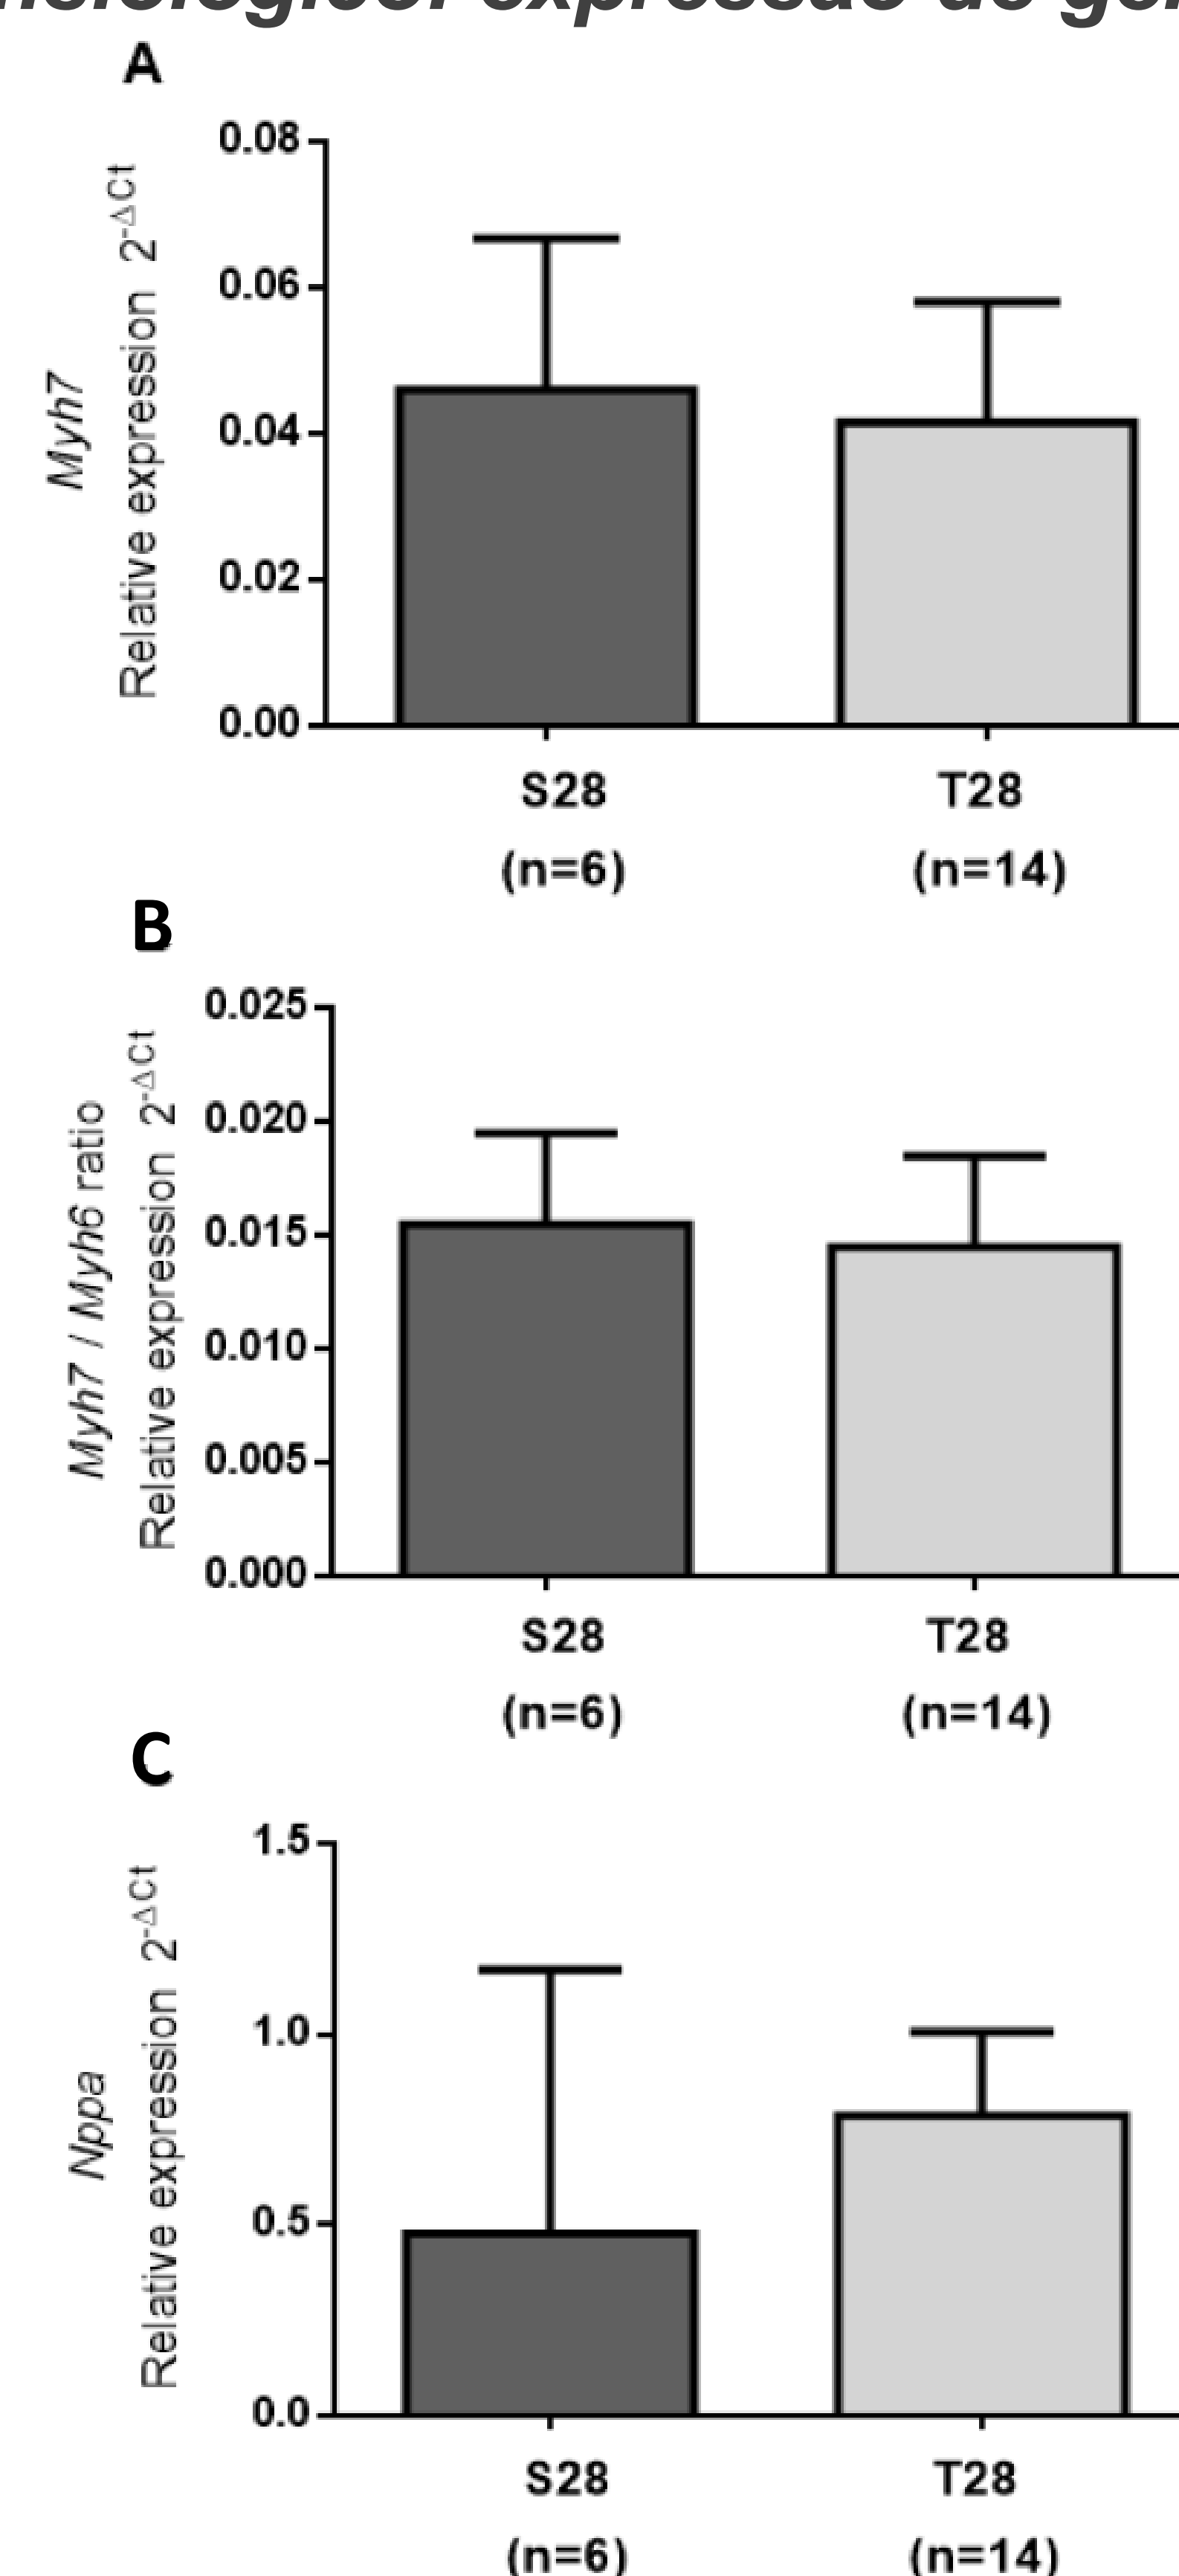 expressão de
A
0.08
0.06
0.04
0.02
0.00
Myh7
Relative expression 2^-ΔCt
S28
T28
(n=6)
(n=14)
B
0.025
0.020
0.015
0.010
0.005
0.000
Myh7 / Myh6 ratio
Relative expression 2^-ΔCt
S28
T28
(n=6)
(n=14)
C
1.5
1.0
0.5
0.0
Nppa
Relative expression 2^-ΔCt
S28
T28
(n=6)
(n=14)